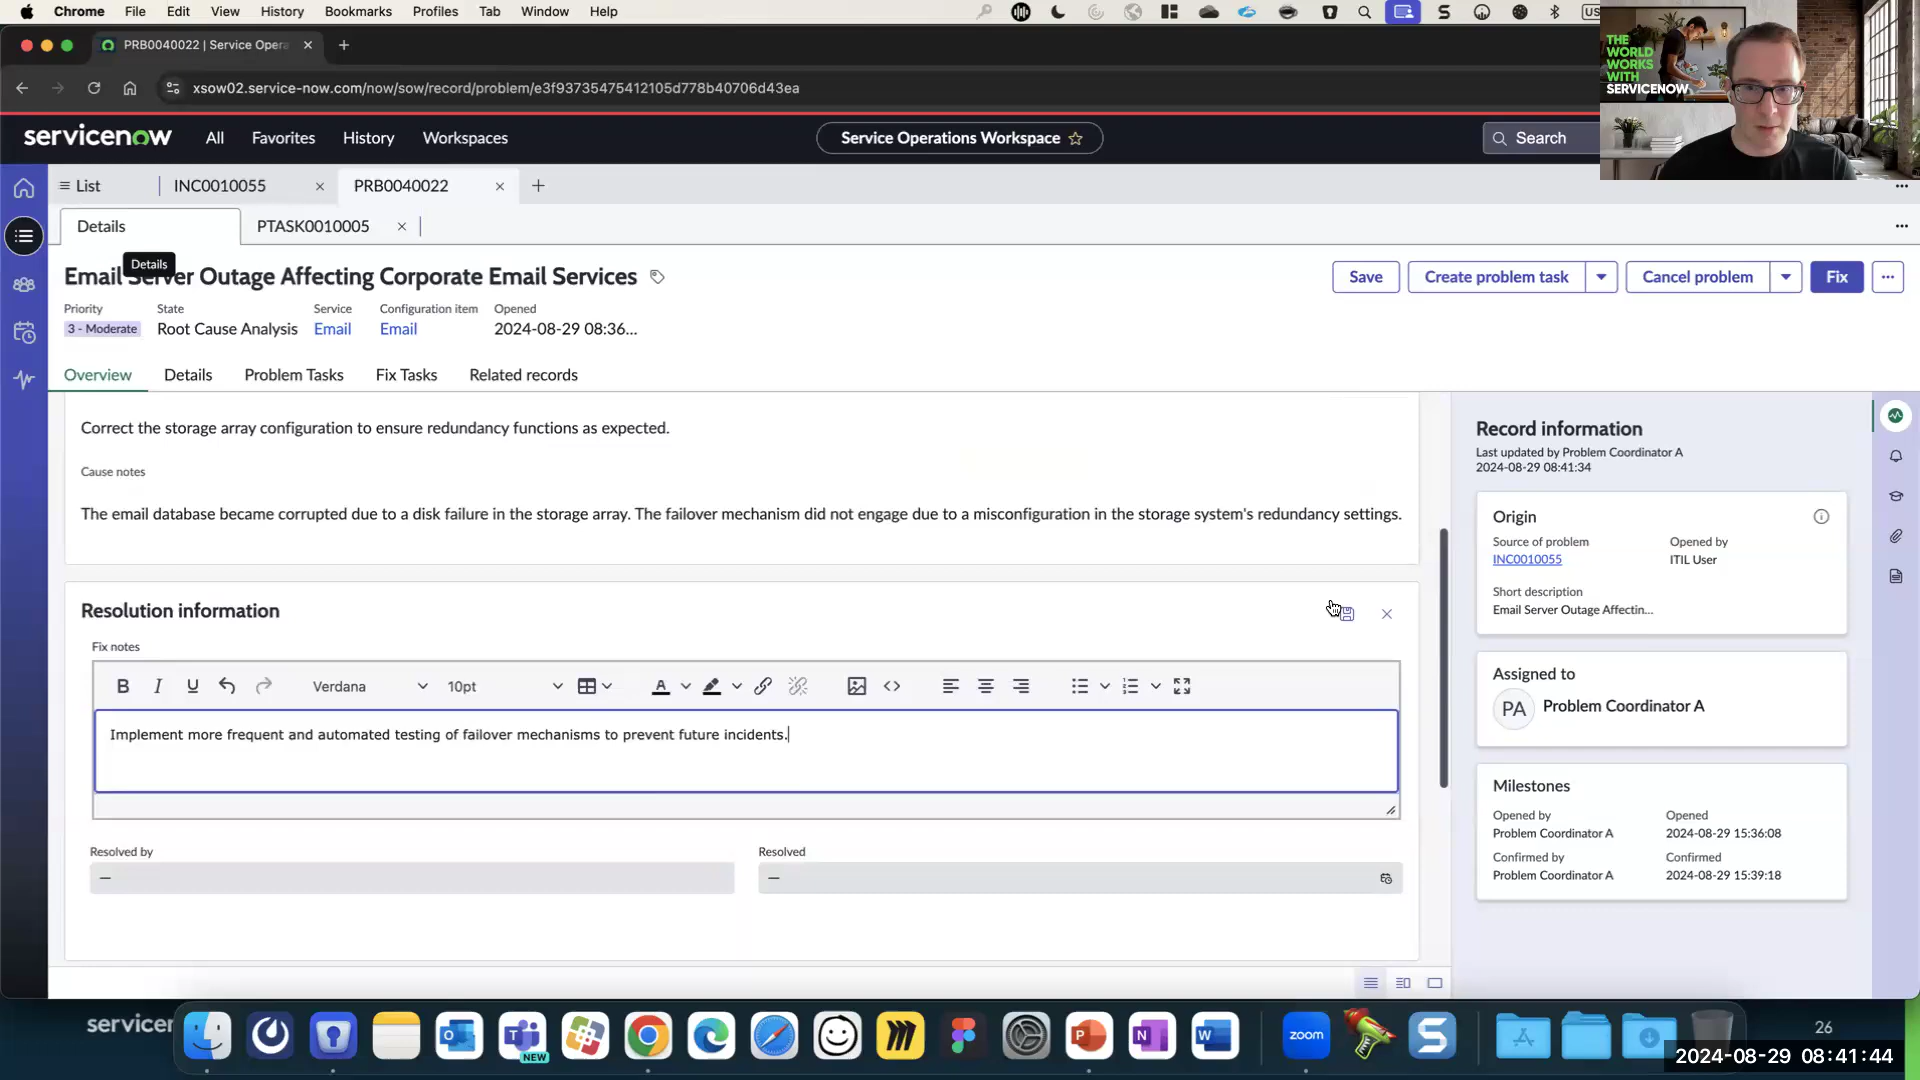 Chrome File Edit View History Bookmarks Profiles Tab Window Help
PRB0040022 | Service Opera
xsow02.service-now.com/now/sow/record/problem/e3f93735475412105d778b40706d43ea
THE
WORLD
WORKS
WITH
SERVICENOW
servicenow All Favorites History Workspaces Service Operations Workspace Search
List INC0010055 PRB0040022
Details PTASK0010005
Details
Email Server Outage Affecting Corporate Email Services
Save Create problem task Cancel problem Fix
Priority State Service Configuration item Opened
3 - Moderate Root Cause Analysis Email Email 2024-08-29 08:36...
Overview Details Problem Tasks Fix Tasks Related records
Correct the storage array configuration to ensure redundancy functions as expected.
Cause notes
The email database became corrupted due to a disk failure in the storage array. The failover mechanism did not engage due to a misconfiguration in the storage system's redundancy settings.
Resolution information
Fix notes
B I U Verdana 10pt A
Implement more frequent and automated testing of failover mechanisms to prevent future incidents.
Resolved by Resolved
— —
Record information
Last updated by Problem Coordinator A
2024-08-29 08:41:34
Origin
Source of problem Opened by
INC0010055 ITIL User
Short description
Email Server Outage Affectin...
Assigned to
PA Problem Coordinator A
Milestones
Opened by Opened
Problem Coordinator A 2024-08-29 15:36:08
Confirmed by Confirmed
Problem Coordinator A 2024-08-29 15:39:18
NEW
zoom
26
2024-08-29 08:41:44